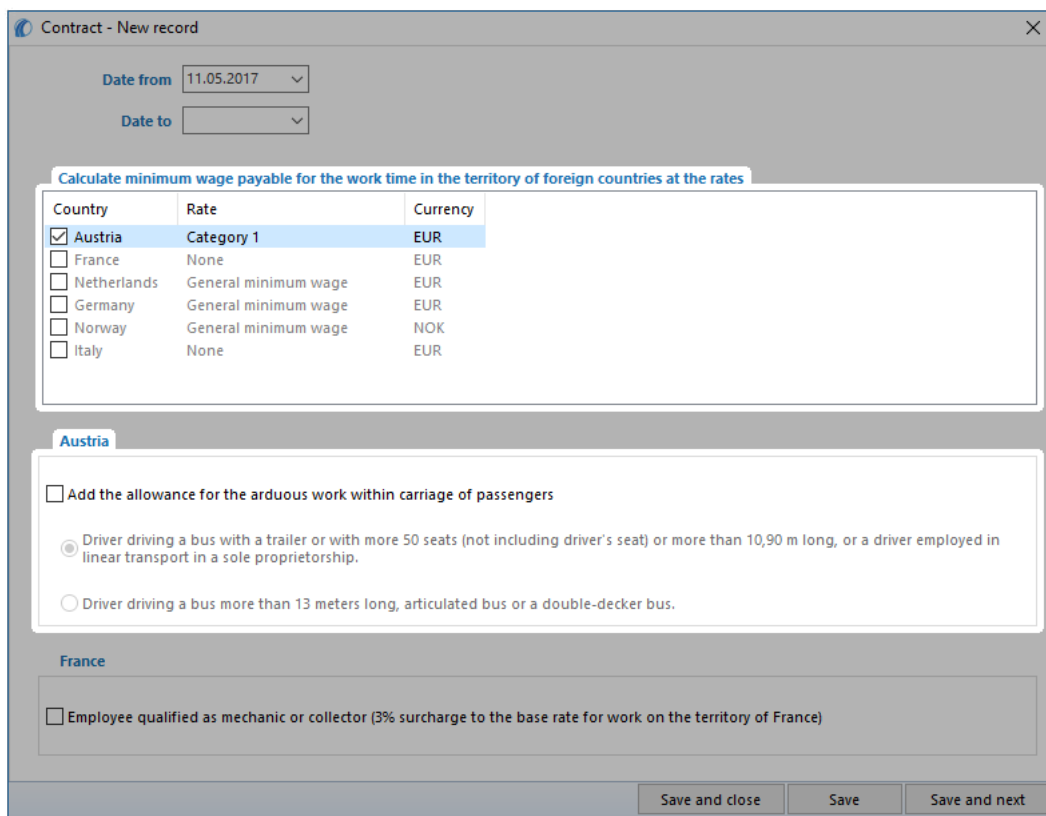 Contract - New record
Date from 11.05.2017
Date to
Calculate minimum wage payable for the work time in the territory of foreign countries at the rates
Country Rate Currency
Austria Category 1 EUR
France None EUR
Netherlands General minimum wage EUR
Germany General minimum wage EUR
Norway General minimum wage NOK
Italy None EUR
Austria
Add the allowance for the arduous work within carriage of passengers
Driver driving a bus with a trailer or with more 50 seats (not including driver's seat) or more than 10,90 m long, or a driver employed in
linear transport in a sole proprietorship.
Driver driving a bus more than 13 meters long, articulated bus or a double-decker bus.
France
Employee qualified as mechanic or collector (3% surcharge to the base rate for work on the territory of France)
Save and close Save Save and next